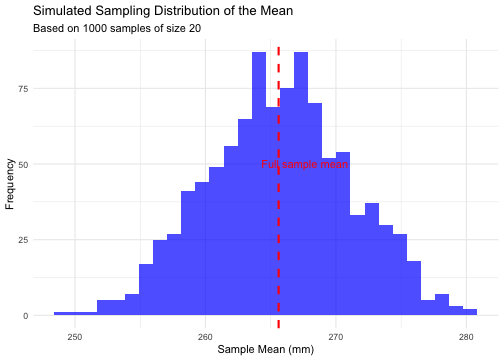 Simulated Sampling Distribution of the Mean
Based on 1000 samples of size 20
75
50
25
0
Frequency
Full sample mean
250 260 270 280
Sample Mean (mm)